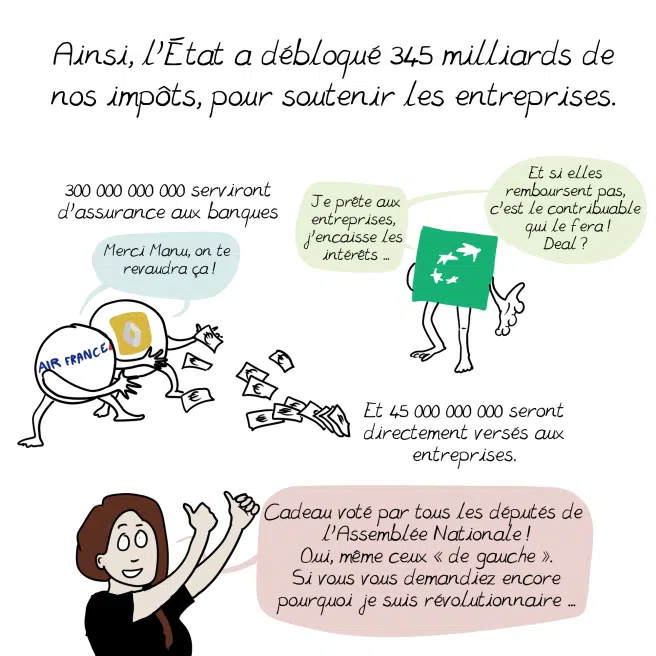 Ainsi, l'État a débloqué 345 milliards de
nos impôts, pour soutenir les entreprises.
300 000 000 000 serviront
d'assurance aux banques
Je prête aux
entreprises,
j'encaisse les
intérêts ...
Et si elles
remboursent pas,
c'est le contribuable
qui le fera !
Deal ?
Merci Manu, on te
revaudra ça !
AIR FRANCE
Et 45 000 000 000 seront
directement versés aux
entreprises.
Cadeau voté par tous les députés de
l'Assemblée Nationale !
Oui, même ceux « de gauche ».
Si vous vous demandiez encore
pourquoi je suis révolutionnaire ...